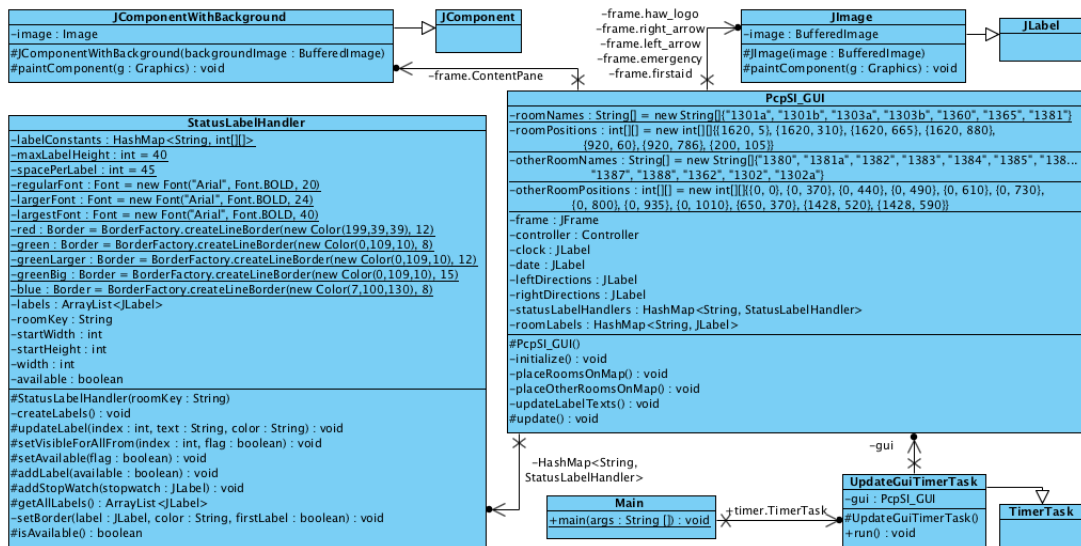 JComponentWithBackground
-image : Image
#JComponentWithBackground(backgroundImage : BufferedImage)
#paintComponent(g : Graphics) : void
JComponent
-frame.haw_logo
-frame.right_arrow
-frame.left_arrow
-frame.emergency
-frame.firstaid
JImage
-image : BufferedImage
#JImage(image : BufferedImage)
#paintComponent(g : Graphics) : void
JLabel
-frame.ContentPane
StatusLabelHandler
-labelConstants : HashMap<String, int[][]>
-maxLabelHeight : int = 40
-spacePerLabel : int = 45
-regularFont : Font = new Font("Arial", Font.BOLD, 20)
-largerFont : Font = new Font("Arial", Font.BOLD, 24)
-largestFont : Font = new Font("Arial", Font.BOLD, 40)
-red : Border = BorderFactory.createLineBorder(new Color(199,39,39), 12)
-green : Border = BorderFactory.createLineBorder(new Color(0,109,10), 8)
-greenLarger : Border = BorderFactory.createLineBorder(new Color(0,109,10), 12)
-greenBig : Border = BorderFactory.createLineBorder(new Color(0,109,10), 15)
-blue : Border = BorderFactory.createLineBorder(new Color(7,100,130), 8)
-labels : ArrayList<JLabel>
-roomKey : String
-startWidth : int
-startHeight : int
-width : int
-available : boolean
#StatusLabelHandler(roomKey : String)
-createLabels() : void
#updateLabel(index : int, text : String, color : String) : void
#setVisibleForAllFrom(index : int, flag : boolean) : void
#setAvailable(flag : boolean) : void
#addLabel(available : boolean) : void
#addStopWatch(stopwatch : JLabel) : void
#getAllLabels() : ArrayList<JLabel>
-setBorder(label : JLabel, color : String, firstLabel : boolean) : void
#isAvailable() : boolean
PcpSI_GUI
-roomNames : String[] = new String[]{"1301a", "1301b", "1303a", "1303b", "1360", "1365", "1381"}
-roomPositions : int[][] = new int[][]{{1620, 5}, {1620, 310}, {1620, 665}, {1620, 880},
{920, 60}, {920, 786}, {200, 105}}
-otherRoomNames : String[] = new String[]{"1380", "1381a", "1382", "1383", "1384", "1385", "138...
"1387", "1388", "1362", "1302", "1302a"}
-otherRoomPositions : int[][] = new int[][]{{0, 0}, {0, 370}, {0, 440}, {0, 490}, {0, 610}, {0, 730},
{0, 800}, {0, 935}, {0, 1010}, {650, 370}, {1428, 520}, {1428, 590}}
-frame : JFrame
-controller : Controller
-clock : JLabel
-date : JLabel
-leftDirections : JLabel
-rightDirections : JLabel
-statusLabelHandlers : HashMap<String, StatusLabelHandler>
-roomLabels : HashMap<String, JLabel>
#PcpSI_GUI()
-initialize() : void
-placeRoomsOnMap() : void
-placeOtherRoomsOnMap() : void
-updateLabelTexts() : void
#update() : void
-HashMap<String,
StatusLabelHandler>
-gui
Main
+main(args : String []) : void
+timer.TimerTask
UpdateGuiTimerTask
-gui : PcpSI_GUI
#UpdateGuiTimerTask()
+run() : void
TimerTask